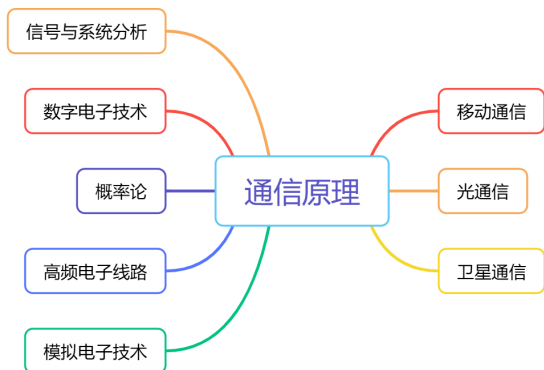 信号与系统分析
数字电子技术
概率论
高频电子线路
模拟电子技术
通信原理
移动通信
光通信
卫星通信